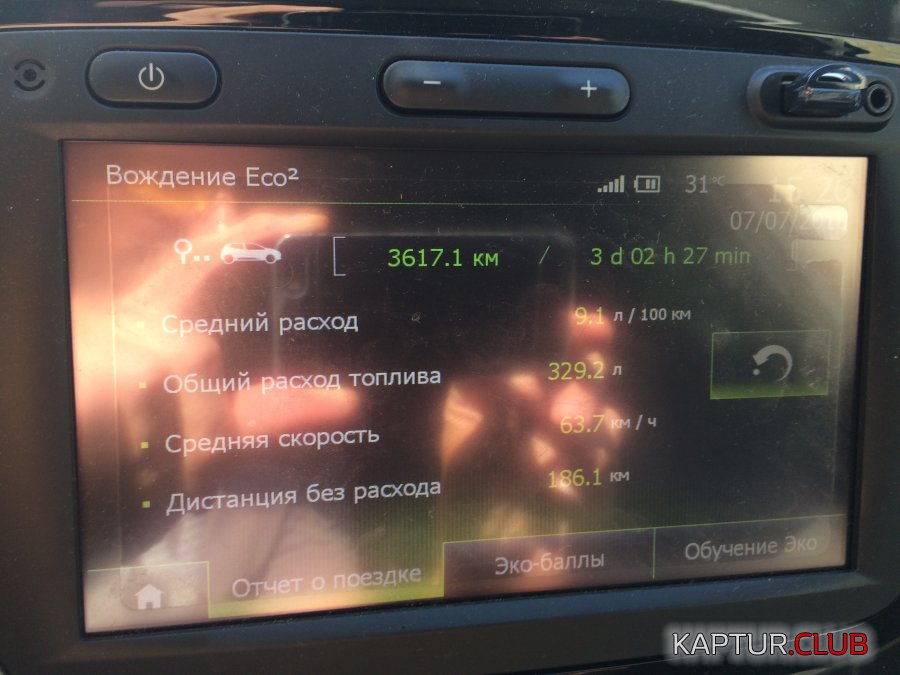 Вождение Eco²
31 °C
07/07/
3617.1 км / 3 d 02 h 27 min
Средний расход 9.1 л / 100 км
Общий расход топлива 329.2 л
Средняя скорость 63.7 км / ч
Дистанция без расхода 186.1 км
Отчет о поездке Эко-баллы Обучение Эко
KAPTUR.CLUB